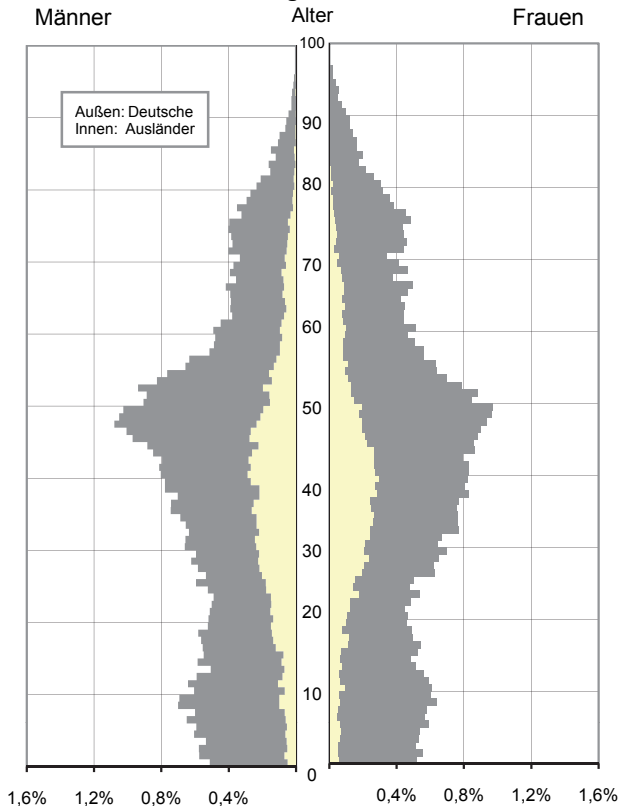 Männer Alter Frauen
Außen: Deutsche
Innen: Ausländer
100
90
80
70
60
50
40
30
20
10
0
1,6% 1,2% 0,8% 0,4% 0,4% 0,8% 1,2% 1,6%